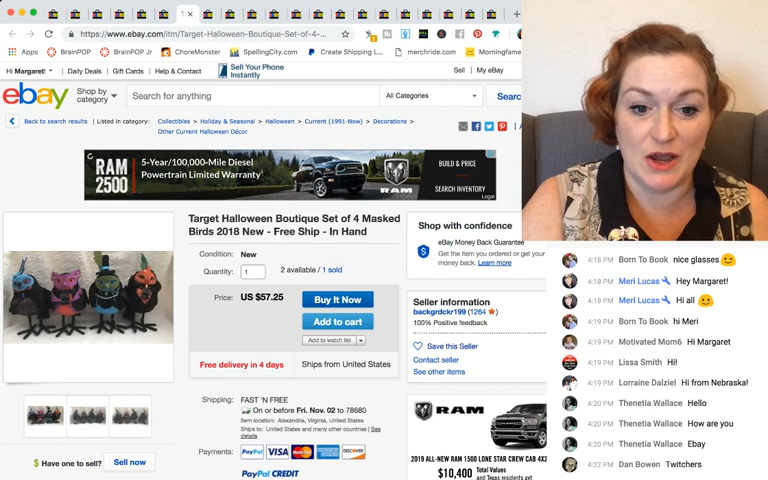 1
https://www.ebay.com/itm/Target-Halloween-Boutique-Set-of-4-...
Apps
BrainPOP
BrainPOP Jr
ChoreMonster
SpellingCity.com
Create Shipping L...
merchride.com
Morningfame
Hi Margaret!
Daily Deals
Gift Cards
Help & Contact
Sell Your Phone
Instantly
Sell
My eBay
ebay
Shop by
category
Search for anything
All Categories
Searc
Back to search results
Listed in category:
Collectibles > Holiday & Seasonal > Halloween > Current (1991-Now) > Decorations >
Other Current Halloween Décor
RAM
2500
5-Year/100,000-Mile Diesel
Powertrain Limited Warranty
RAM
BUILD & PRICE
SEARCH INVENTORY
Legal
Target Halloween Boutique Set of 4 Masked
Birds 2018 New - Free Ship - In Hand
Condition: New
Quantity: 1
2 available / 1 sold
Price: US $57.25
Buy It Now
Add to cart
Add to watch list
Free delivery in 4 days
Ships from United States
Shipping: FAST 'N FREE
On or before Fri. Nov. 02 to 78680
Item location: Alexandria, Virginia, United States
Ships to: United States and many other countries | See
details
Payments: PayPal VISA MasterCard AMERICAN EXPRESS DISCOVER
PayPal CREDIT
Have one to sell?
Sell now
Shop with confidence
eBay Money Back Guarantee
Get the item you ordered or get your
money back. Learn more
Seller information
backgrdckr199 (1264)
100% Positive feedback
Save this Seller
Contact seller
See other items
RAM
2019 ALL-NEW RAM 1500 LONE STAR CREW CAB 4X2
$10,400
Total Values
and Texas residents get
4:18 PM Born To Book nice glasses
4:18 PM Meri Lucas Hey Margaret!
4:18 PM Meri Lucas Hi all
4:19 PM Born To Book hi Meri
4:19 PM Motivated Mom6 Hi Margaret
4:19 PM Lissa Smith Hi!
4:19 PM Lorraine Dalziel Hi from Nebraska!
4:20 PM Thenetia Wallace Hello
4:20 PM Thenetia Wallace How are you
4:20 PM Thenetia Wallace Ebay
4:22 PM Dan Bowen Twitchers